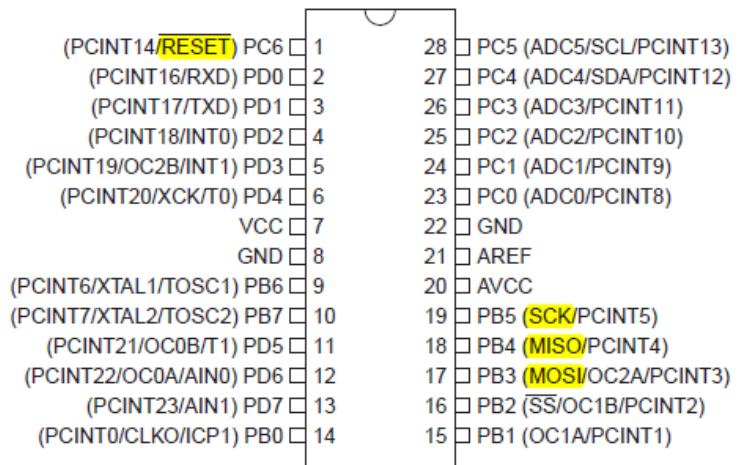 (PCINT14/RESET) PC6 1 28 PC5 (ADC5/SCL/PCINT13)
(PCINT16/RXD) PD0 2 27 PC4 (ADC4/SDA/PCINT12)
(PCINT17/TXD) PD1 3 26 PC3 (ADC3/PCINT11)
(PCINT18/INT0) PD2 4 25 PC2 (ADC2/PCINT10)
(PCINT19/OC2B/INT1) PD3 5 24 PC1 (ADC1/PCINT9)
(PCINT20/XCK/T0) PD4 6 23 PC0 (ADC0/PCINT8)
VCC 7 22 GND
GND 8 21 AREF
(PCINT6/XTAL1/TOSC1) PB6 9 20 AVCC
(PCINT7/XTAL2/TOSC2) PB7 10 19 PB5 (SCK/PCINT5)
(PCINT21/OC0B/T1) PD5 11 18 PB4 (MISO/PCINT4)
(PCINT22/OC0A/AIN0) PD6 12 17 PB3 (MOSI/OC2A/PCINT3)
(PCINT23/AIN1) PD7 13 16 PB2 (SS/OC1B/PCINT2)
(PCINT0/CLKO/ICP1) PB0 14 15 PB1 (OC1A/PCINT1)